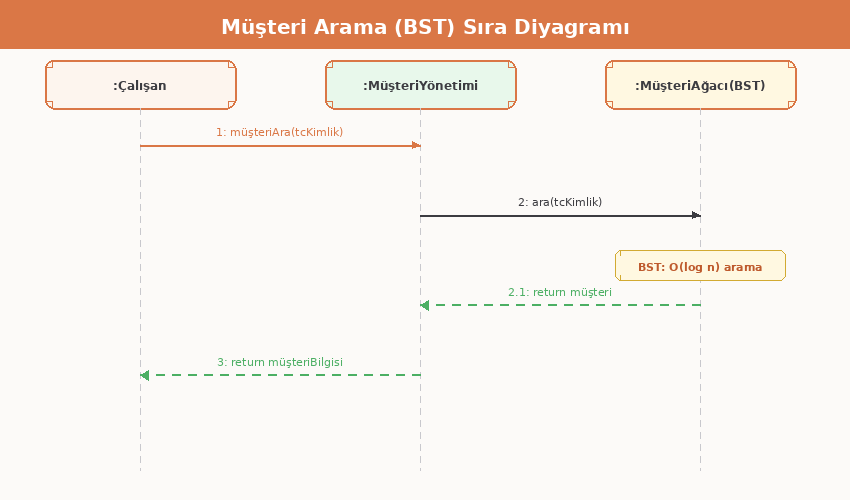 Müşteri Arama (BST) Sıra Diyagramı
:Çalışan
:MüşteriYönetimi
:MüşteriAğacı(BST)
1: müşteriAra(tcKimlik)
2: ara(tcKimlik)
BST: O(log n) arama
2.1: return müşteri
3: return müşteriBilgisi